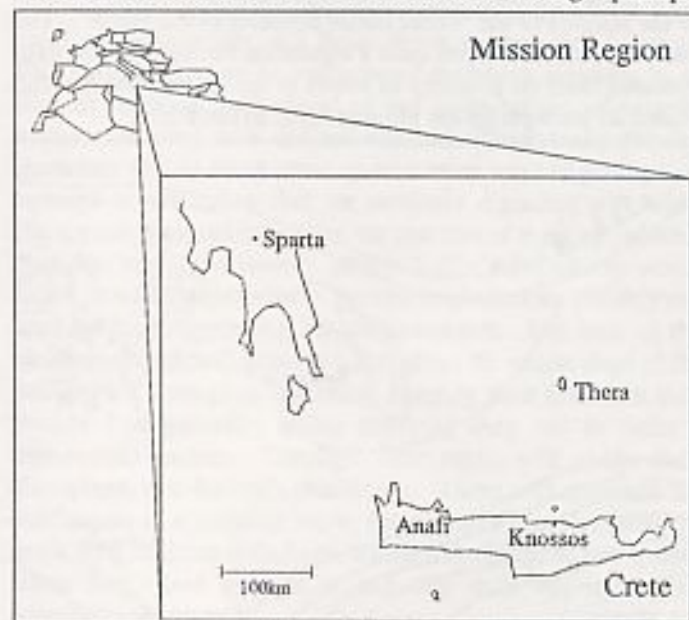 Mission Region
Sparta
Thera
Anafi
Knossos
100km
Crete